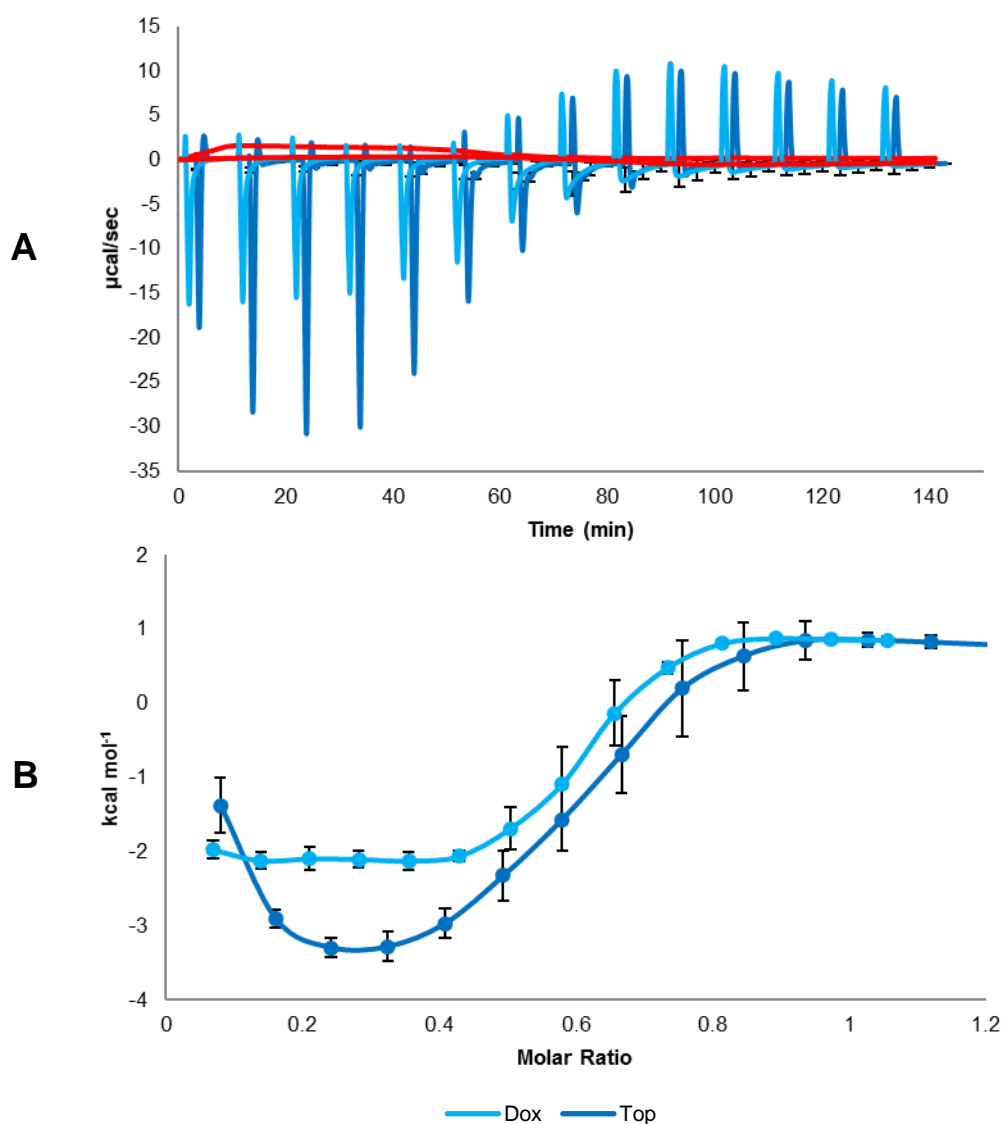 15
10
5
0
-5
-10
-15
-20
-25
-30
-35
A
µcal/sec
0 20 40 60 80 100 120 140
Time (min)
2
1
0
-1
-2
-3
-4
B
kcal mol-1
0 0.2 0.4 0.6 0.8 1 1.2
Molar Ratio
Dox Top